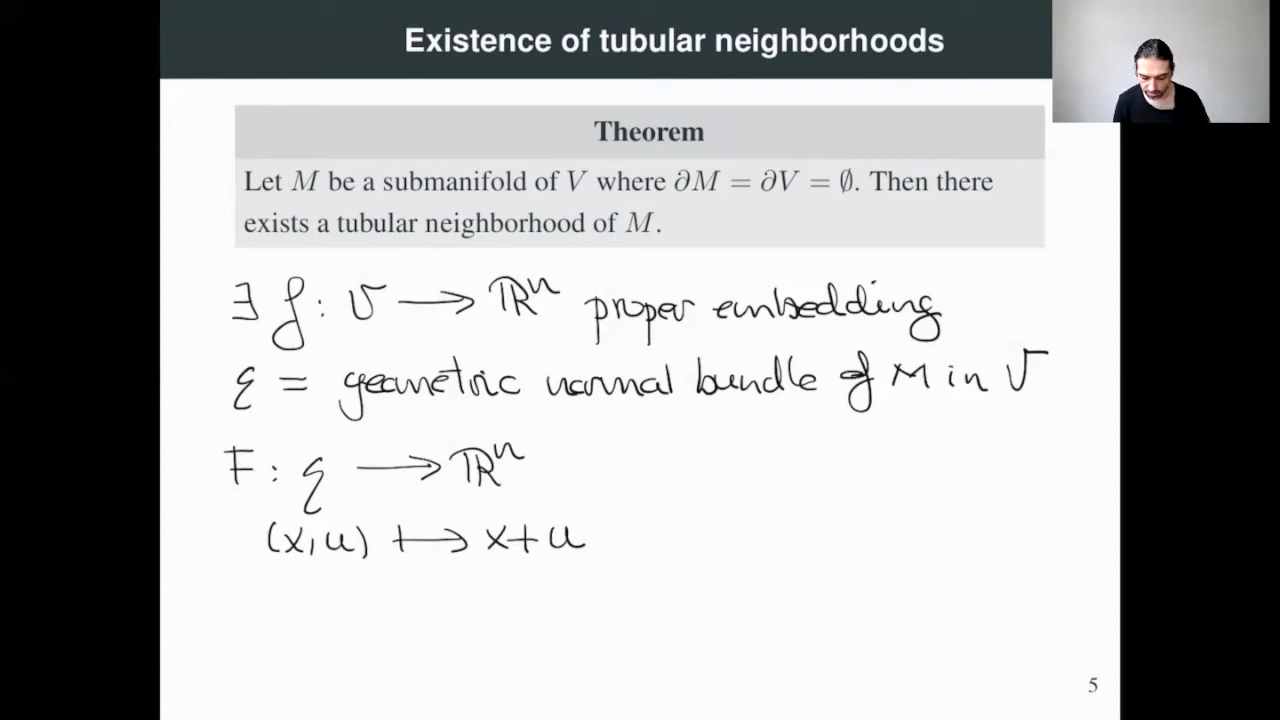 Existence of tubular neighborhoods
Theorem
Let M be a submanifold of V where ∂M = ∂V = ∅. Then there
exists a tubular neighborhood of M.
∃ f : V ⟶ ℝⁿ proper embedding
ξ = geometric normal bundle of M in V
F : ξ ⟶ ℝⁿ
(x,u) ↦ x+u
5